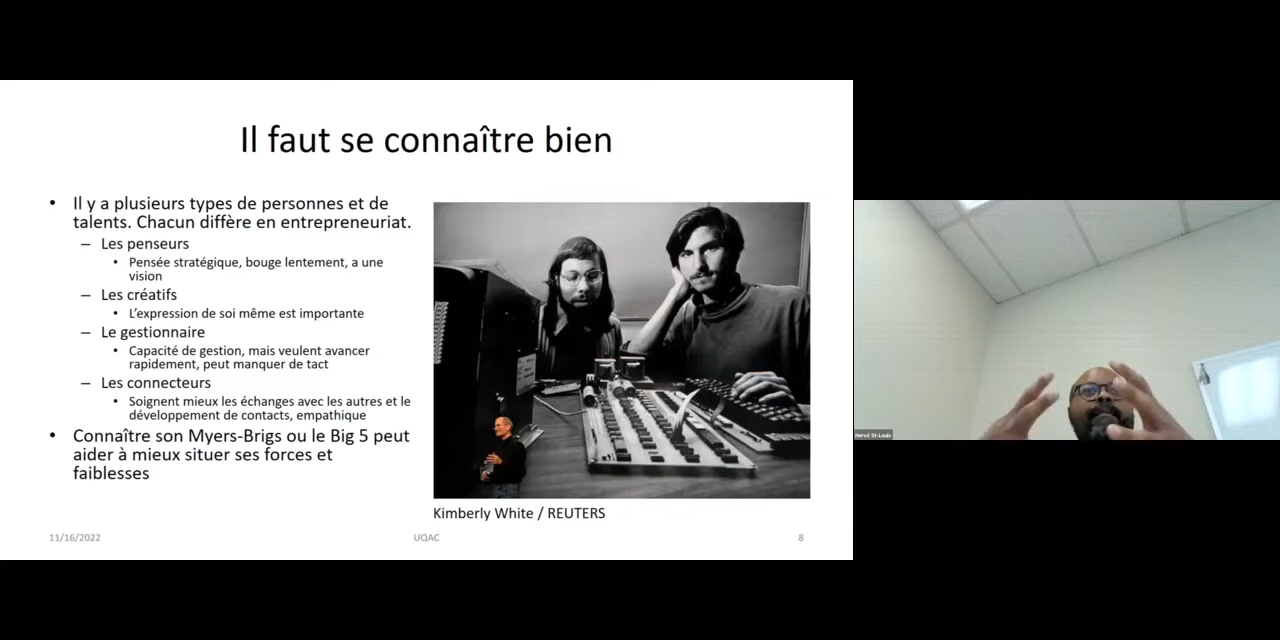 Il faut se connaître bien
• Il y a plusieurs types de personnes et de
talents. Chacun diffère en entrepreneuriat.
– Les penseurs
• Pensée stratégique, bouge lentement, a une
vision
– Les créatifs
• L'expression de soi même est importante
– Le gestionnaire
• Capacité de gestion, mais veulent avancer
rapidement, peut manquer de tact
– Les connecteurs
• Soignent mieux les échanges avec les autres et le
développement de contacts, empathique
• Connaître son Myers-Brigs ou le Big 5 peut
aider à mieux situer ses forces et
faiblesses
Kimberly White / REUTERS
11/16/2022
UQAC
8
Hervé St-Louis